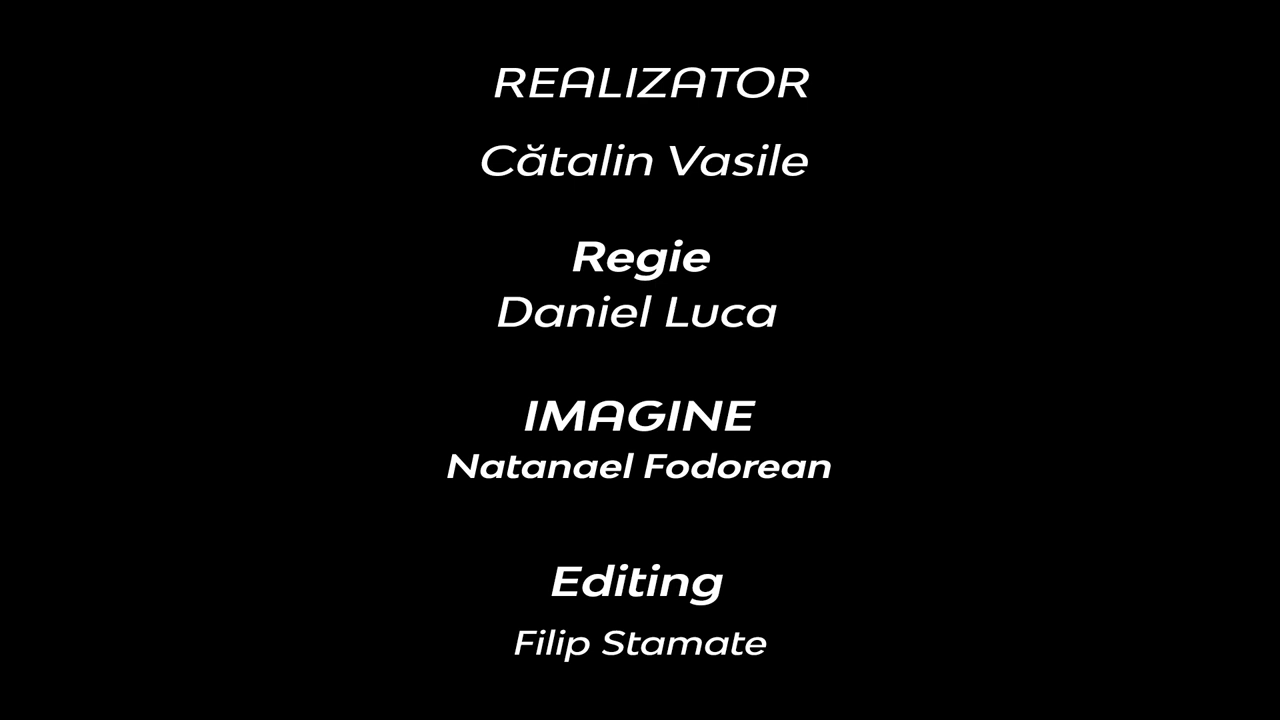 REALIZATOR
Cătalin Vasile
Regie
Daniel Luca
IMAGINE
Natanael Fodorean
Editing
Filip Stamate